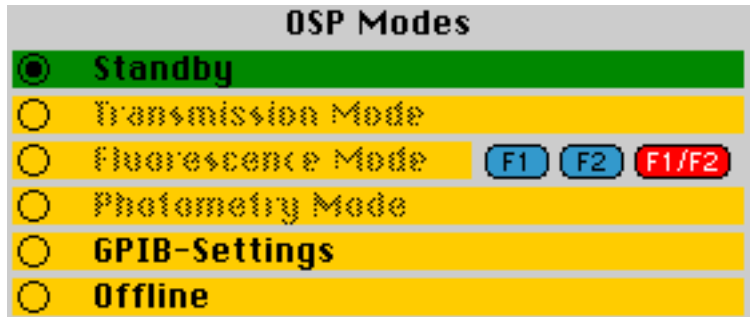 OSP Modes
Standby
Transmission Mode
Fluorescence Mode F1 F2 F1/F2
Photometry Mode
GPIB-Settings
Offline